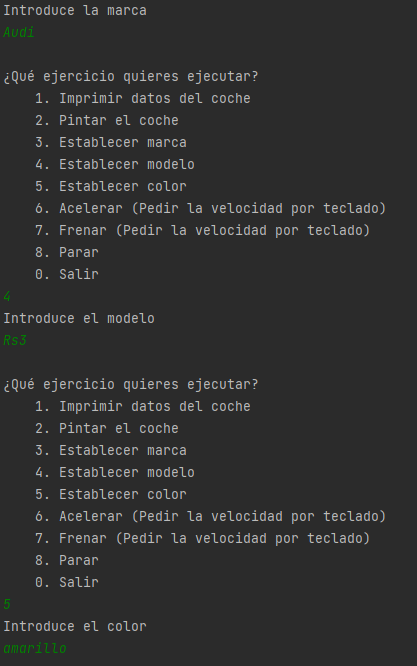 Introduce la marca
Audi
¿Qué ejercicio quieres ejecutar?
1. Imprimir datos del coche
2. Pintar el coche
3. Establecer marca
4. Establecer modelo
5. Establecer color
6. Acelerar (Pedir la velocidad por teclado)
7. Frenar (Pedir la velocidad por teclado)
8. Parar
0. Salir
4
Introduce el modelo
Rs3
¿Qué ejercicio quieres ejecutar?
1. Imprimir datos del coche
2. Pintar el coche
3. Establecer marca
4. Establecer modelo
5. Establecer color
6. Acelerar (Pedir la velocidad por teclado)
7. Frenar (Pedir la velocidad por teclado)
8. Parar
0. Salir
5
Introduce el color
amarillo